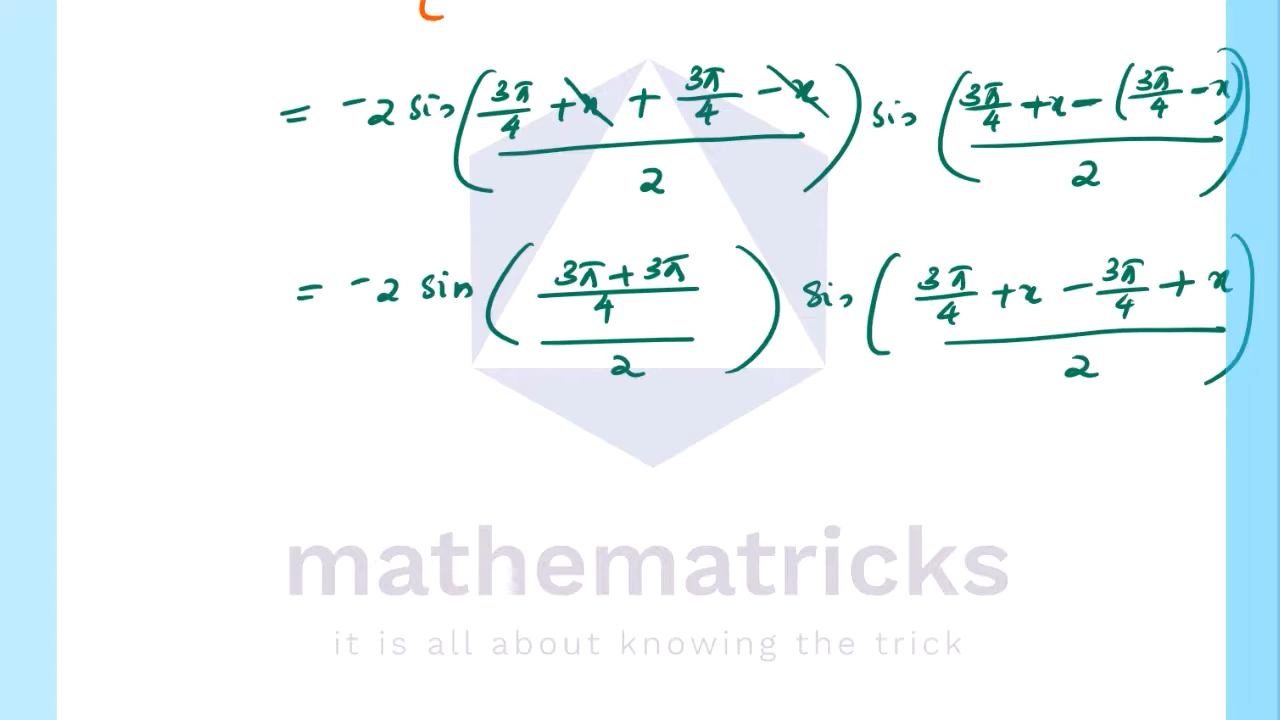 = -2 sin((3π/4 + x + 3π/4 - x)/2) sin((3π/4 + x - (3π/4 - x))/2)
= -2 sin(((3π + 3π)/4)/2) sin((3π/4 + x - 3π/4 + x)/2)
mathematricks
it is all about knowing the trick